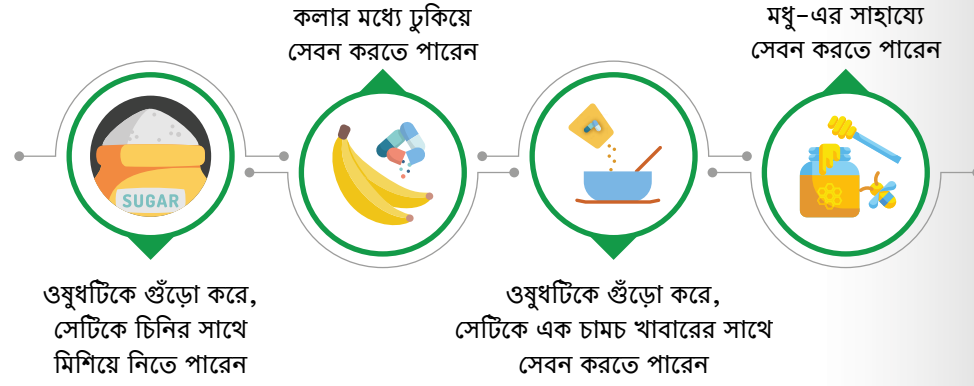 কলার মধ্যে ঢুকিয়ে
সেবন করতে পারেন
মধু-এর সাহায্যে
সেবন করতে পারেন
SUGAR
ওষুধটিকে গুঁড়ো করে,
সেটিকে চিনির সাথে
মিশিয়ে নিতে পারেন
ওষুধটিকে গুঁড়ো করে,
সেটিকে এক চামচ খাবারের সাথে
সেবন করতে পারেন